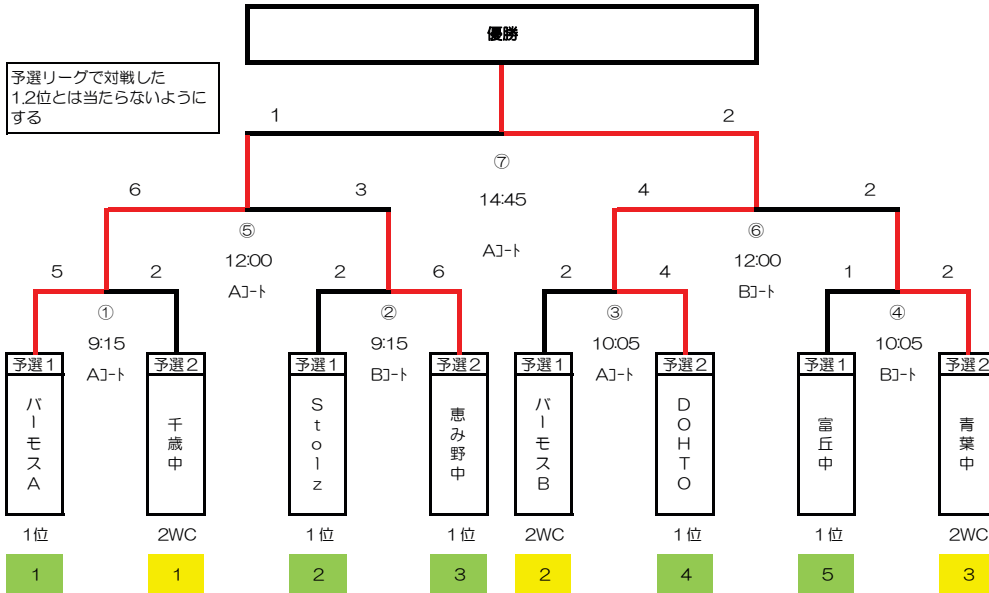 優勝
予選リーグで対戦した
1.2位とは当たらないように
する
1 2
⑦
6 3 14:45 4 2
⑤ ⑥
12:00 Aコート 12:00
5 2 Aコート 2 6 2 4 Bコート 1 2
① ② ③ ④
9:15 9:15 10:05 10:05
予選1 Aコート 予選2 予選1 Bコート 予選2 予選1 Aコート 予選2 予選1 Bコート 予選2
バーモスA 千歳中 Stolz 恵み野中 バーモスB DOHTO 富丘中 青葉中
1位 2WC 1位 1位 2WC 1位 1位 2WC
1 1 2 3 2 4 5 3